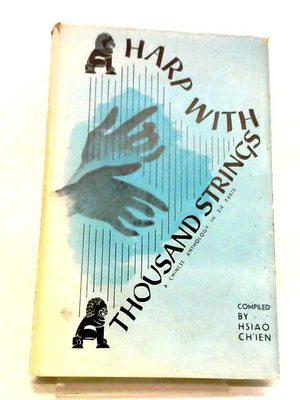 HARP WITH
THOUSAND STRINGS
A CHINESE ANTHOLOGY IN SIX PARTS
COMPILED
BY
HSIAO
CH'IEN